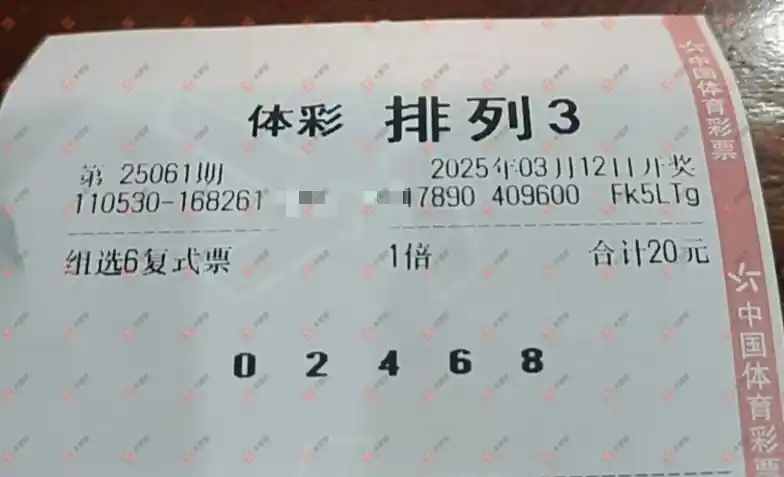 体彩 排列3
第 25061期 2025年03月12日开奖
110530-168261 17890 409600 Fk5LTg
组选6复式票 1倍 合计20元
0 2 4 6 8
中国体育彩票
中国体育彩票